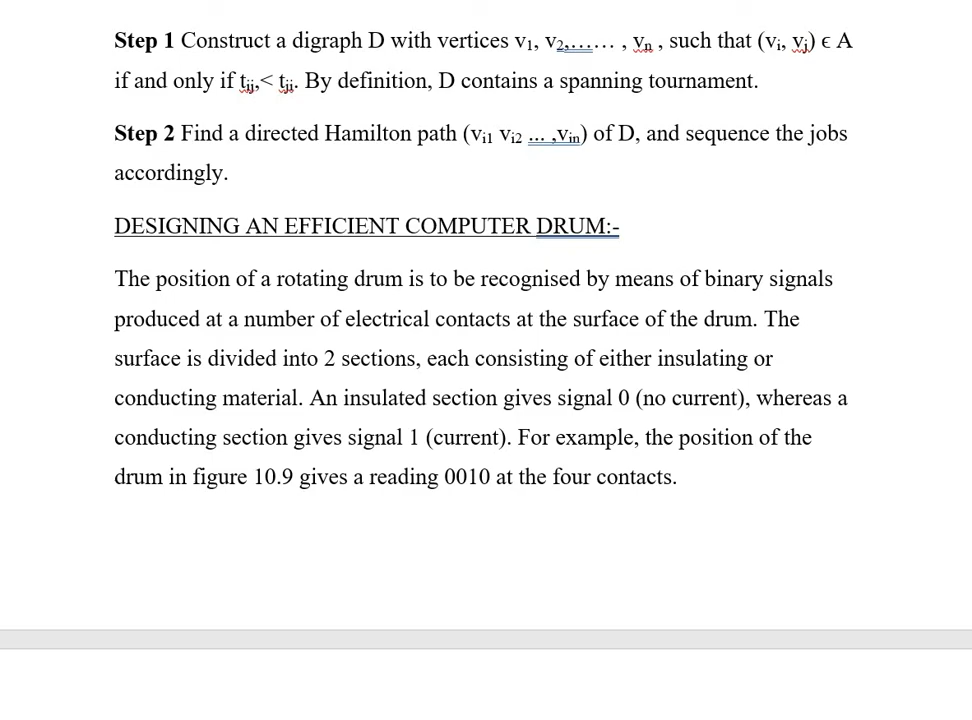 Step 1 Construct a digraph D with vertices v₁, v₂,…… , vₙ , such that (vᵢ, vⱼ) ϵ A
if and only if tᵢⱼ,< tⱼᵢ. By definition, D contains a spanning tournament.
Step 2 Find a directed Hamilton path (vᵢ₁ vᵢ₂ ... ,vᵢₙ) of D, and sequence the jobs
accordingly.
DESIGNING AN EFFICIENT COMPUTER DRUM:-
The position of a rotating drum is to be recognised by means of binary signals
produced at a number of electrical contacts at the surface of the drum. The
surface is divided into 2 sections, each consisting of either insulating or
conducting material. An insulated section gives signal 0 (no current), whereas a
conducting section gives signal 1 (current). For example, the position of the
drum in figure 10.9 gives a reading 0010 at the four contacts.